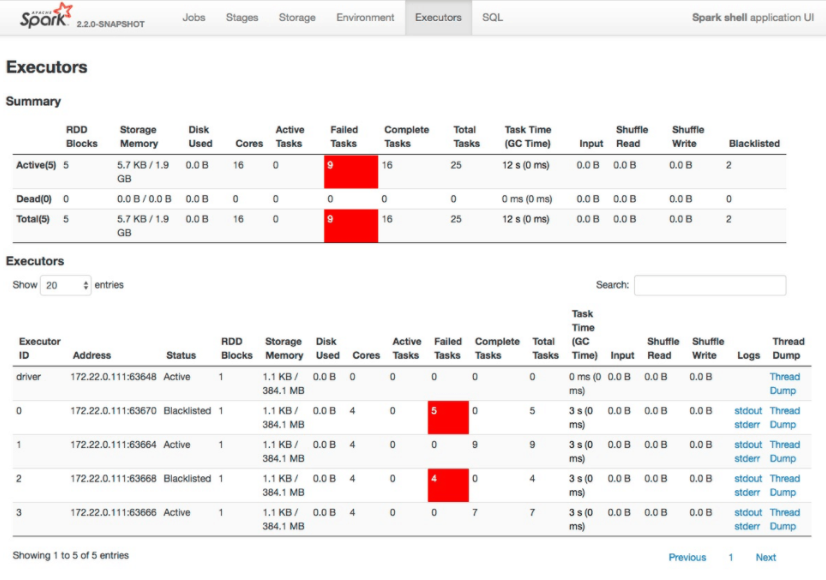 APACHE
Spark 2.2.0-SNAPSHOT Jobs Stages Storage Environment Executors SQL Spark shell application UI
Executors
Summary
RDD Blocks Storage Memory Disk Used Cores Active Tasks Failed Tasks Complete Tasks Total Tasks Task Time (GC Time) Input Shuffle Read Shuffle Write Blacklisted
Active(5) 5 5.7 KB / 1.9 GB 0.0 B 16 0 9 16 25 12 s (0 ms) 0.0 B 0.0 B 0.0 B 2
Dead(0) 0 0.0 B / 0.0 B 0.0 B 0 0 0 0 0 0 ms (0 ms) 0.0 B 0.0 B 0.0 B 0
Total(5) 5 5.7 KB / 1.9 GB 0.0 B 16 0 9 16 25 12 s (0 ms) 0.0 B 0.0 B 0.0 B 2
Executors
Show 20 entries Search:
Executor ID Address Status RDD Blocks Storage Memory Disk Used Cores Active Tasks Failed Tasks Complete Tasks Total Tasks Task Time (GC Time) Input Shuffle Read Shuffle Write Logs Thread Dump
driver 172.22.0.111:63648 Active 1 1.1 KB / 384.1 MB 0.0 B 0 0 0 0 0 0 ms (0 ms) 0.0 B 0.0 B 0.0 B Thread Dump
0 172.22.0.111:63670 Blacklisted 1 1.1 KB / 384.1 MB 0.0 B 4 0 5 0 5 3 s (0 ms) 0.0 B 0.0 B 0.0 B stdout stderr Thread Dump
1 172.22.0.111:63664 Active 1 1.1 KB / 384.1 MB 0.0 B 4 0 0 9 9 3 s (0 ms) 0.0 B 0.0 B 0.0 B stdout stderr Thread Dump
2 172.22.0.111:63668 Blacklisted 1 1.1 KB / 384.1 MB 0.0 B 4 0 4 0 4 3 s (0 ms) 0.0 B 0.0 B 0.0 B stdout stderr Thread Dump
3 172.22.0.111:63666 Active 1 1.1 KB / 384.1 MB 0.0 B 4 0 0 7 7 3 s (0 ms) 0.0 B 0.0 B 0.0 B stdout stderr Thread Dump
Showing 1 to 5 of 5 entries Previous 1 Next